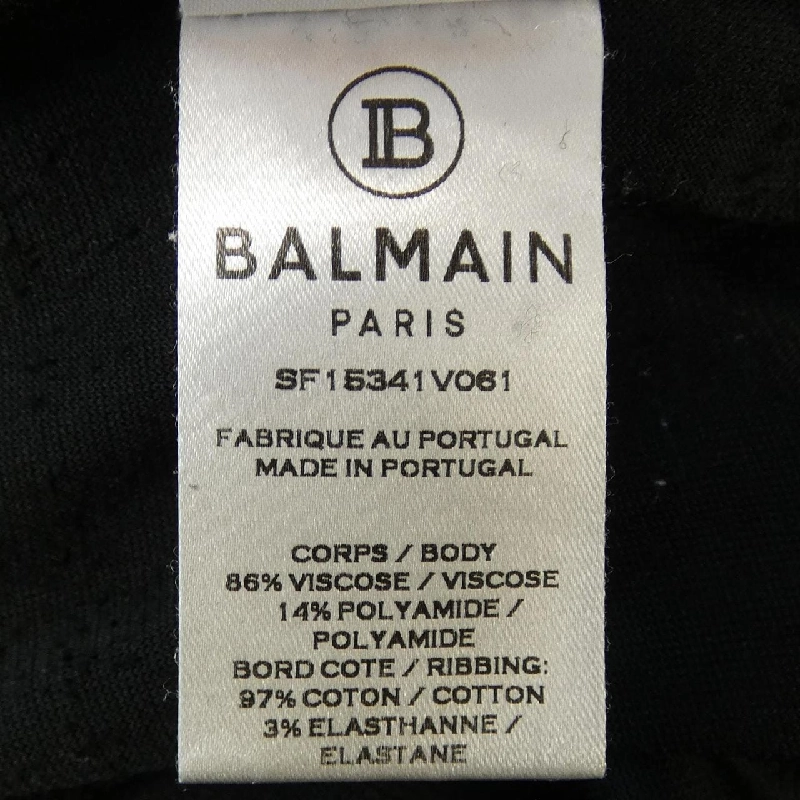 B
BALMAIN
PARIS
SF15341V061
FABRIQUE AU PORTUGAL
MADE IN PORTUGAL
CORPS / BODY
86% VISCOSE / VISCOSE
14% POLYAMIDE /
POLYAMIDE
BORD COTE / RIBBING:
97% COTON / COTTON
3% ELASTHANNE /
ELASTANE